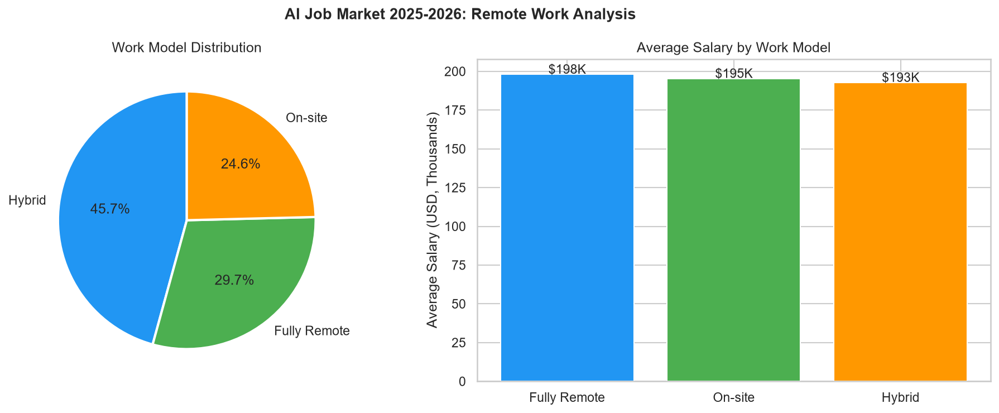 AI Job Market 2025-2026: Remote Work Analysis
Work Model Distribution
On-site
24.6%
Hybrid
45.7%
29.7%
Fully Remote
Average Salary by Work Model
Average Salary (USD, Thousands)
200
175
150
125
100
75
50
25
0
$198K
$195K
$193K
Fully Remote
On-site
Hybrid